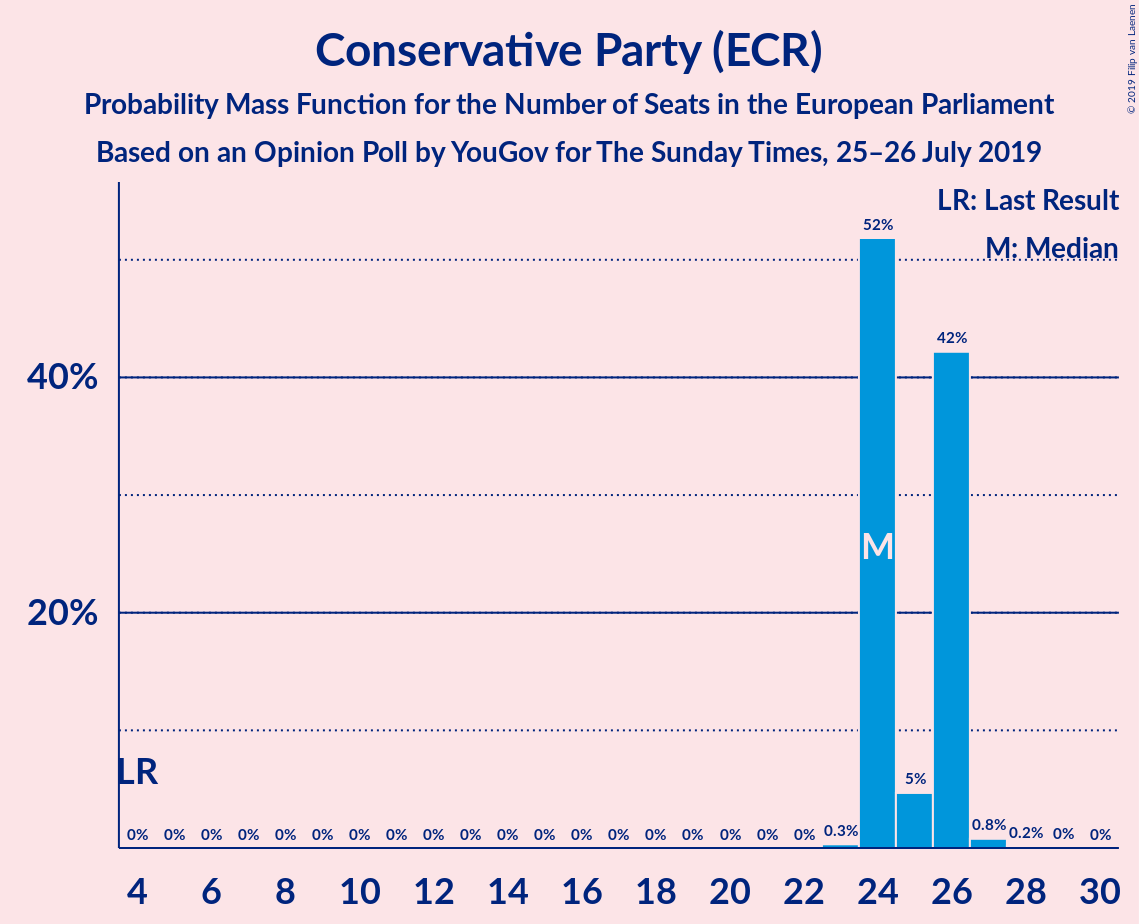 Conservative Party (ECR)
Probability Mass Function for the Number of Seats in the European Parliament
Based on an Opinion Poll by YouGov for The Sunday Times, 25–26 July 2019
© 2019 Filip van Laenen
LR: Last Result
M: Median
52%
42%
40%
M
20%
LR
5%
0% 0% 0% 0% 0% 0% 0% 0% 0% 0% 0% 0% 0% 0% 0% 0% 0% 0% 0% 0.3% 0.8% 0.2% 0% 0%
4 6 8 10 12 14 16 18 20 22 24 26 28 30